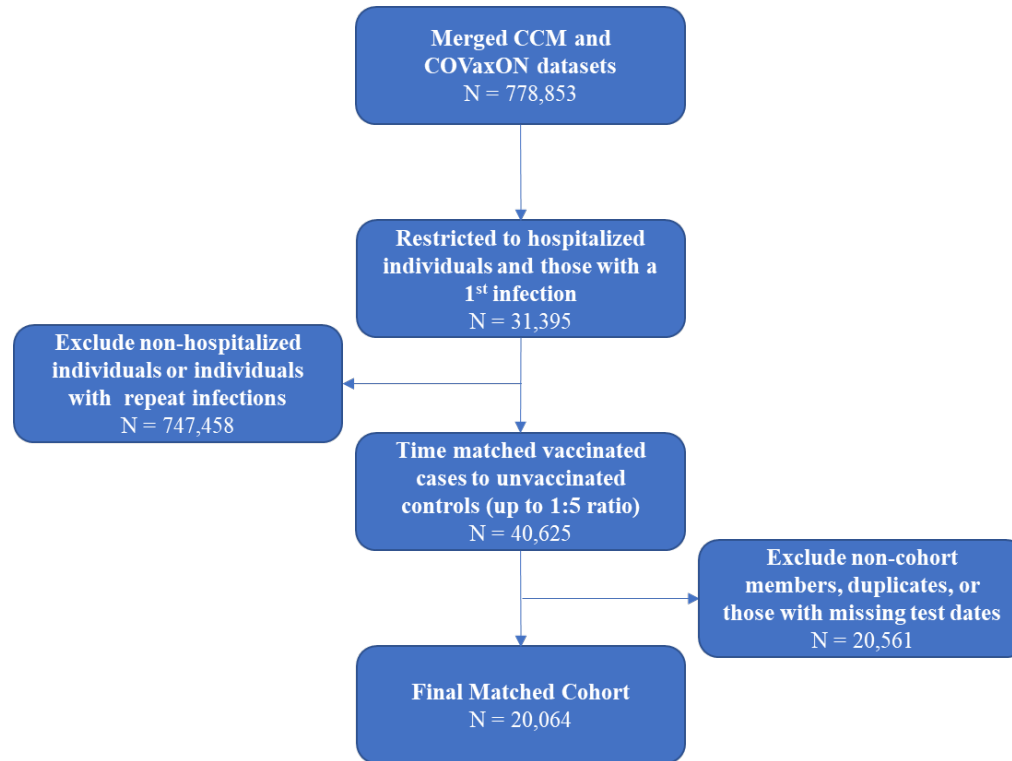 Merged CCM and
COVaxON datasets
N = 778,853
Restricted to hospitalized
individuals and those with a
1st infection
N = 31,395
Exclude non-hospitalized
individuals or individuals
with repeat infections
N = 747,458
Time matched vaccinated
cases to unvaccinated
controls (up to 1:5 ratio)
N = 40,625
Exclude non-cohort
members, duplicates, or
those with missing test dates
N = 20,561
Final Matched Cohort
N = 20,064